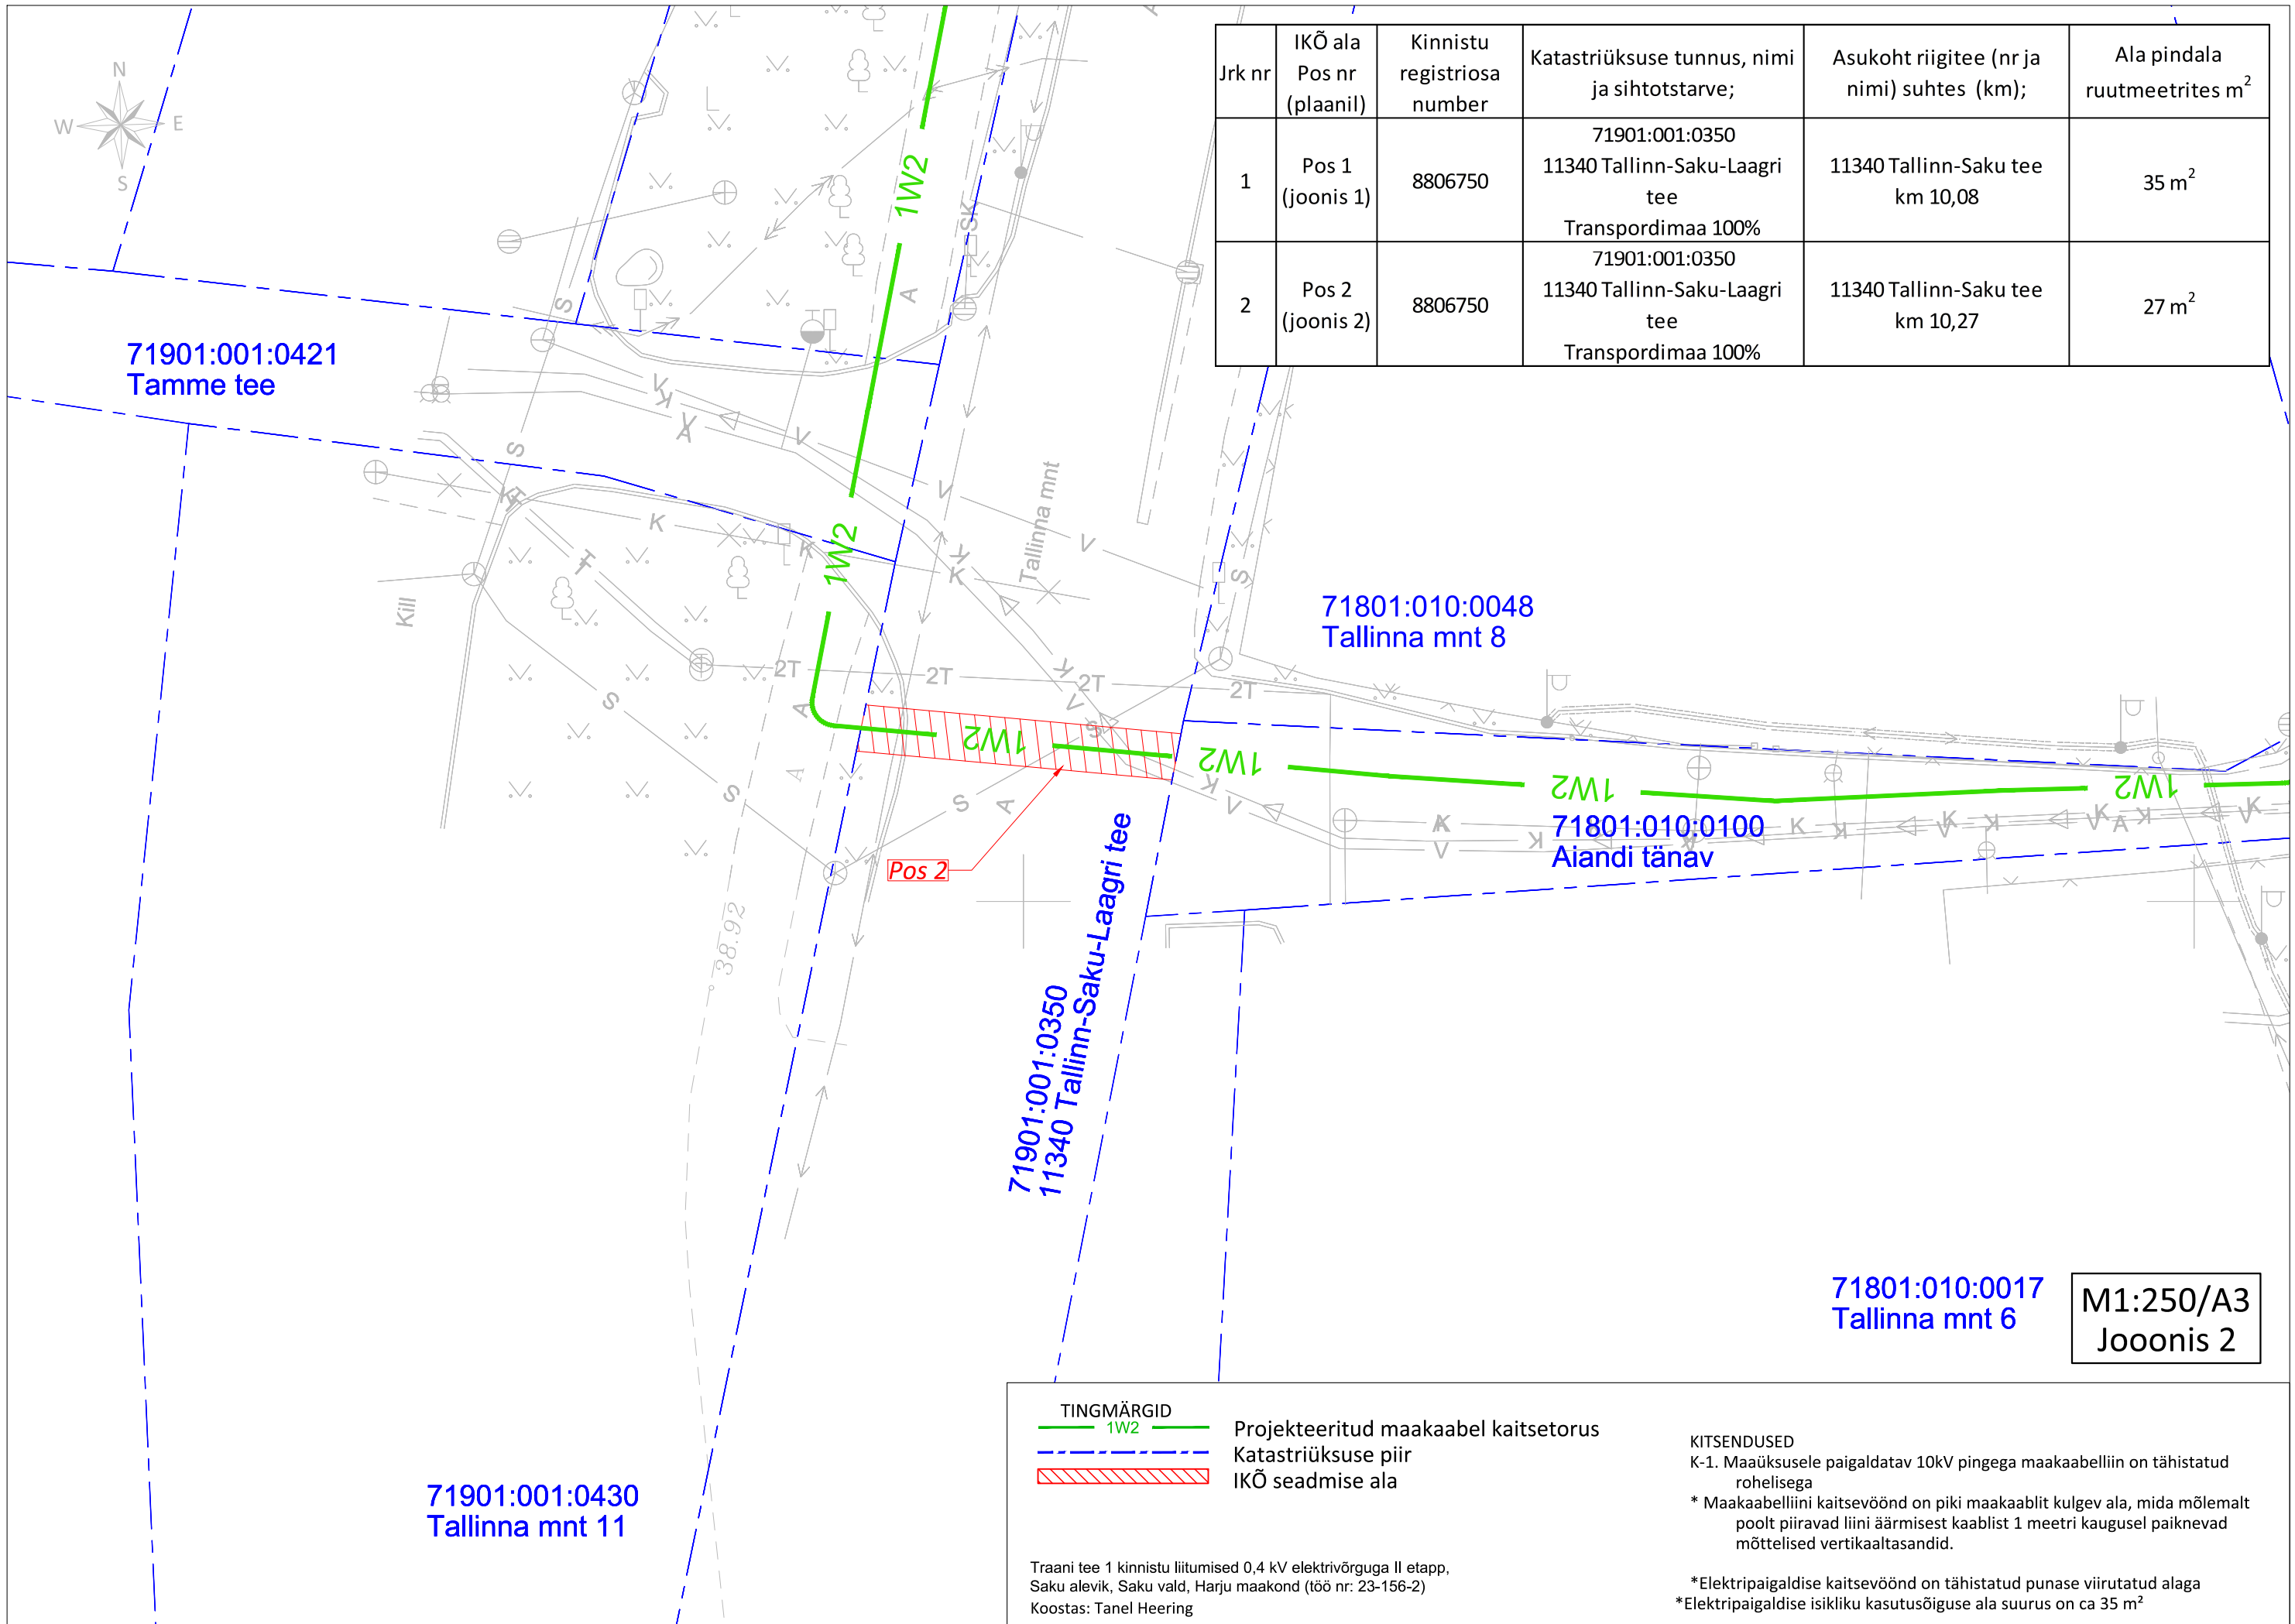 N
W
E
S
Jrk nr
IKÕ ala
Pos nr
(plaanil)
Kinnistu
registriosa
number
Katastriüksuse tunnus, nimi
ja sihtotstarve;
Asukoht riigitee (nr ja
nimi) suhtes (km);
Ala pindala
ruutmeetrites m²
1
Pos 1
(joonis 1)
8806750
71901:001:0350
11340 Tallinn-Saku-Laagri
tee
Transpordimaa 100%
11340 Tallinn-Saku tee
km 10,08
35 m²
2
Pos 2
(joonis 2)
8806750
71901:001:0350
11340 Tallinn-Saku-Laagri
tee
Transpordimaa 100%
11340 Tallinn-Saku tee
km 10,27
27 m²
1W2
SK
71901:001:0421
Tamme tee
Tallinna mnt
1W2
Kill
71801:010:0048
Tallinna mnt 8
2T
2T
2T
2T
1W2
1W2
1W2
1W2
71801:010:0100
Aiandi tänav
Pos 2
38.92
71901:001:0350
11340 Tallinn-Saku-Laagri tee
71801:010:0017
Tallinna mnt 6
M1:250/A3
Jooonis 2
71901:001:0430
Tallinna mnt 11
TINGMÄRGID
1W2
Projekteeritud maakaabel kaitsetorus
Katastriüksuse piir
IKÕ seadmise ala
Traani tee 1 kinnistu liitumised 0,4 kV elektrivõrguga II etapp,
Saku alevik, Saku vald, Harju maakond (töö nr: 23-156-2)
Koostas: Tanel Heering
KITSENDUSED
K-1. Maaüksusele paigaldatav 10kV pingega maakaabelliin on tähistatud
rohelisega
* Maakaabelliini kaitsevöönd on piki maakaablit kulgev ala, mida mõlemalt
poolt piiravad liini äärmisest kaablist 1 meetri kaugusel paiknevad
mõttelised vertikaaltasandid.
*Elektripaigaldise kaitsevöönd on tähistatud punase viirutatud alaga
*Elektripaigaldise isikliku kasutusõiguse ala suurus on ca 35 m²